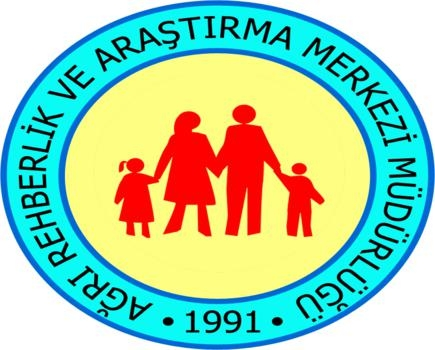 AĞRI REHBERLİK VE ARAŞTIRMA MERKEZİ MÜDÜRLÜĞÜ
• 1991 •